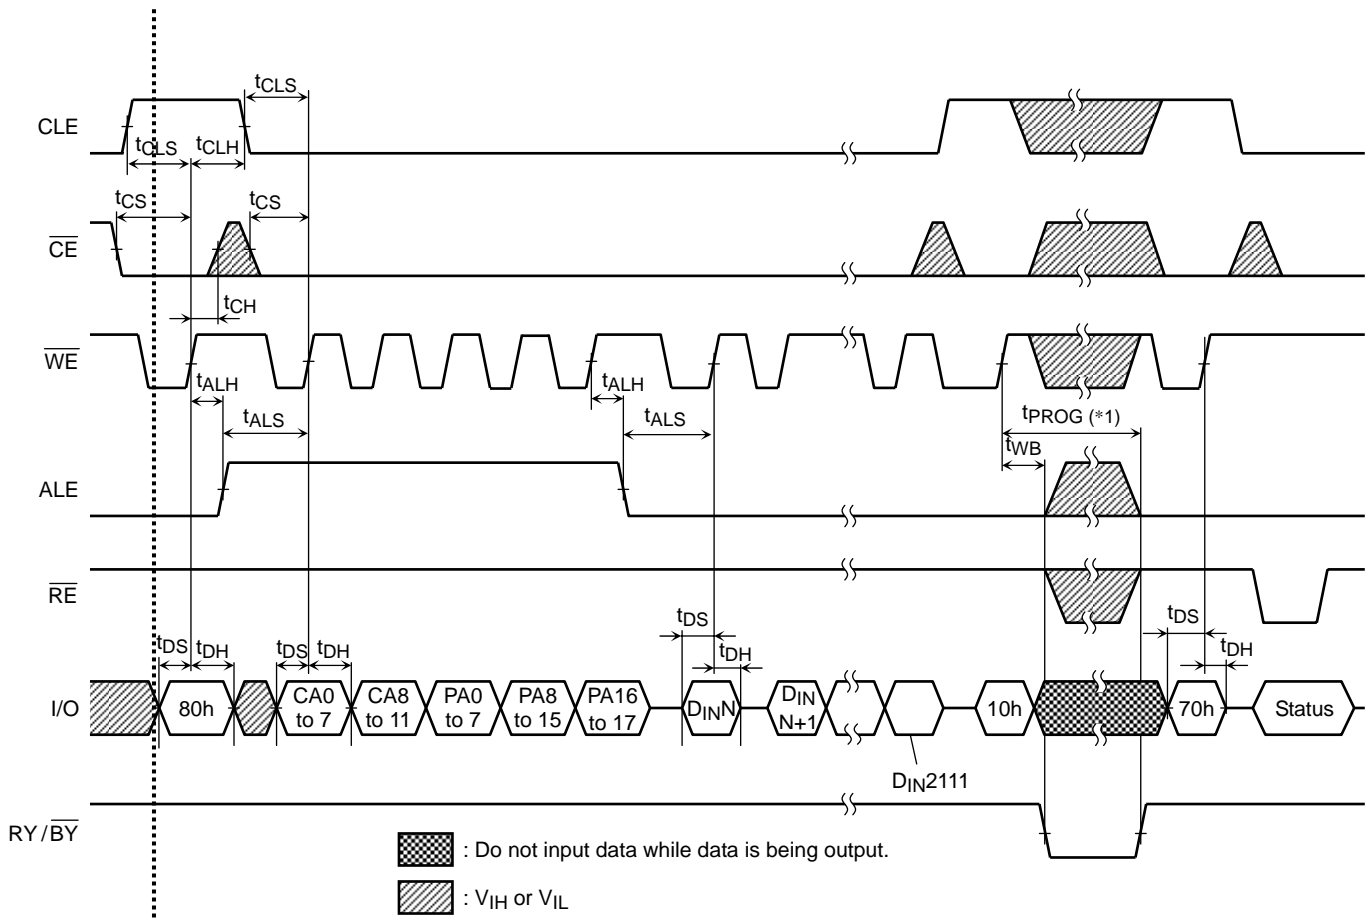 tCLS
CLE
tCLS
tCLH
tCS
tCS
CE
tCH
WE
tALH
tALH
tPROG (*1)
tALS
tALS
tWB
ALE
RE
tDS
tDH
tDS
tDH
tDS
tDH
tDS
tDH
I/O
80h
CA0
to 7
CA8
to 11
PA0
to 7
PA8
to 15
PA16
to 17
DINN
DIN
N+1
10h
70h
Status
DIN2111
RY/BY
: Do not input data while data is being output.
: VIH or VIL